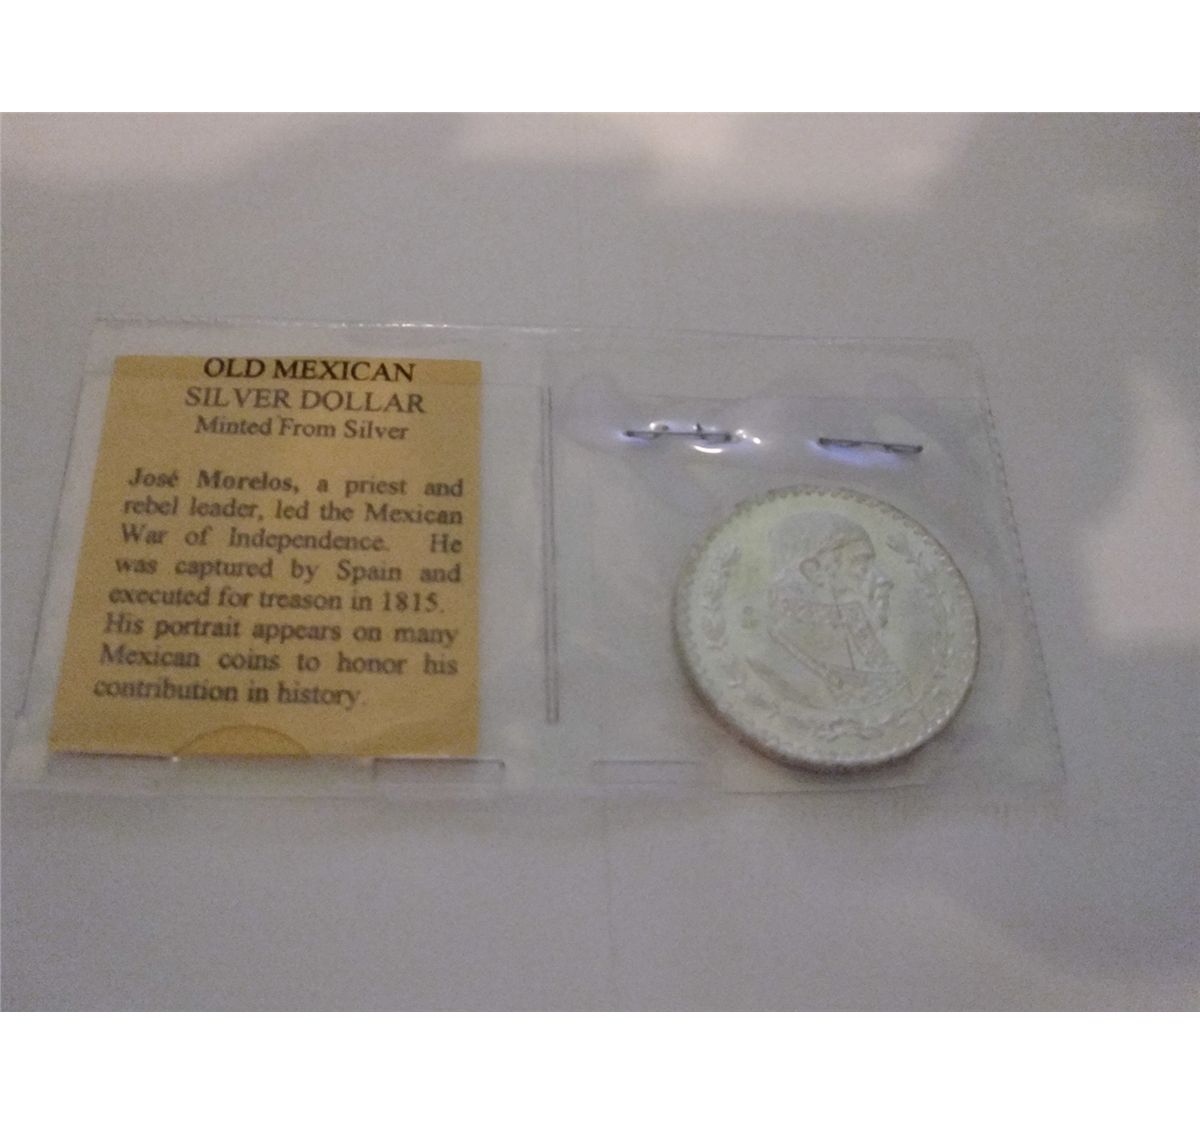 OLD MEXICAN
SILVER DOLLAR
Minted From Silver
José Morelos, a priest and
rebel leader, led the Mexican
War of Independence. He
was captured by Spain and
executed for treason in 1815.
His portrait appears on many
Mexican coins to honor his
contribution in history.